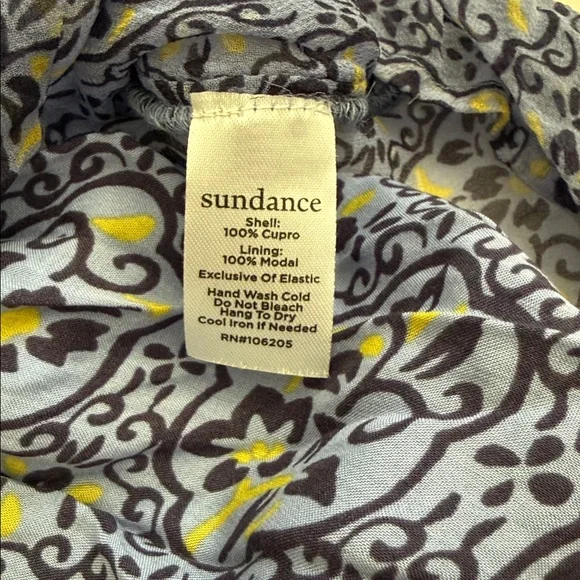 sundance
Shell:
100% Cupro
Lining:
100% Modal
Exclusive Of Elastic
Hand Wash Cold
Do Not Bleach
Hang To Dry
Cool Iron If Needed
RN#106205